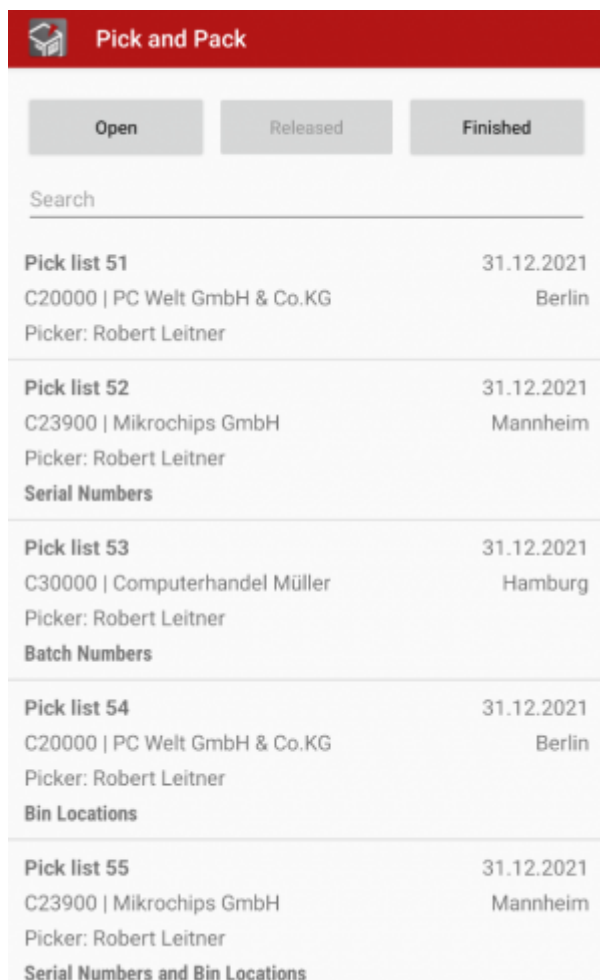 Pick and Pack
Open Released Finished
Search
Pick list 51 31.12.2021
C20000 | PC Welt GmbH & Co.KG Berlin
Picker: Robert Leitner
Pick list 52 31.12.2021
C23900 | Mikrochips GmbH Mannheim
Picker: Robert Leitner
Serial Numbers
Pick list 53 31.12.2021
C30000 | Computerhandel Müller Hamburg
Picker: Robert Leitner
Batch Numbers
Pick list 54 31.12.2021
C20000 | PC Welt GmbH & Co.KG Berlin
Picker: Robert Leitner
Bin Locations
Pick list 55 31.12.2021
C23900 | Mikrochips GmbH Mannheim
Picker: Robert Leitner
Serial Numbers and Bin Locations